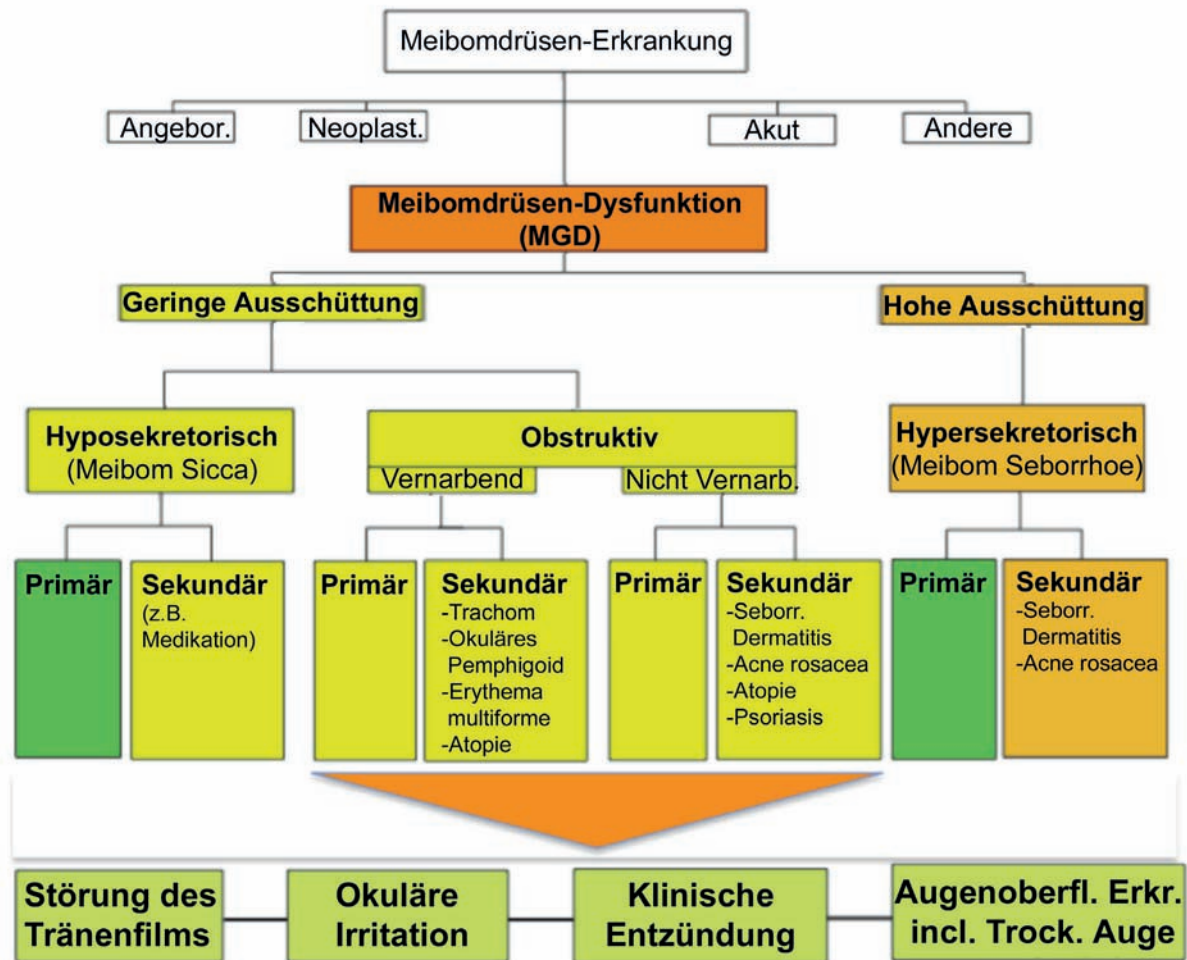 Meibomdrüsen-Erkrankung
Angebor.
Neoplast.
Akut
Andere
Meibomdrüsen-Dysfunktion
(MGD)
Geringe Ausschüttung
Hohe Ausschüttung
Hyposekretorisch
(Meibom Sicca)
Obstruktiv
Vernarbend
Nicht Vernarb.
Hypersekretorisch
(Meibom Seborrhoe)
Primär
Sekundär
(z.B.
Medikation)
Primär
Sekundär
-Trachom
-Okuläres
Pemphigoid
-Erythema
multiforme
-Atopie
Primär
Sekundär
-Seborr.
Dermatitis
-Acne rosacea
-Atopie
-Psoriasis
Primär
Sekundär
-Seborr.
Dermatitis
-Acne rosacea
Störung des
Tränenfilms
Okuläre
Irritation
Klinische
Entzündung
Augenoberfl. Erkr.
incl. Trock. Auge